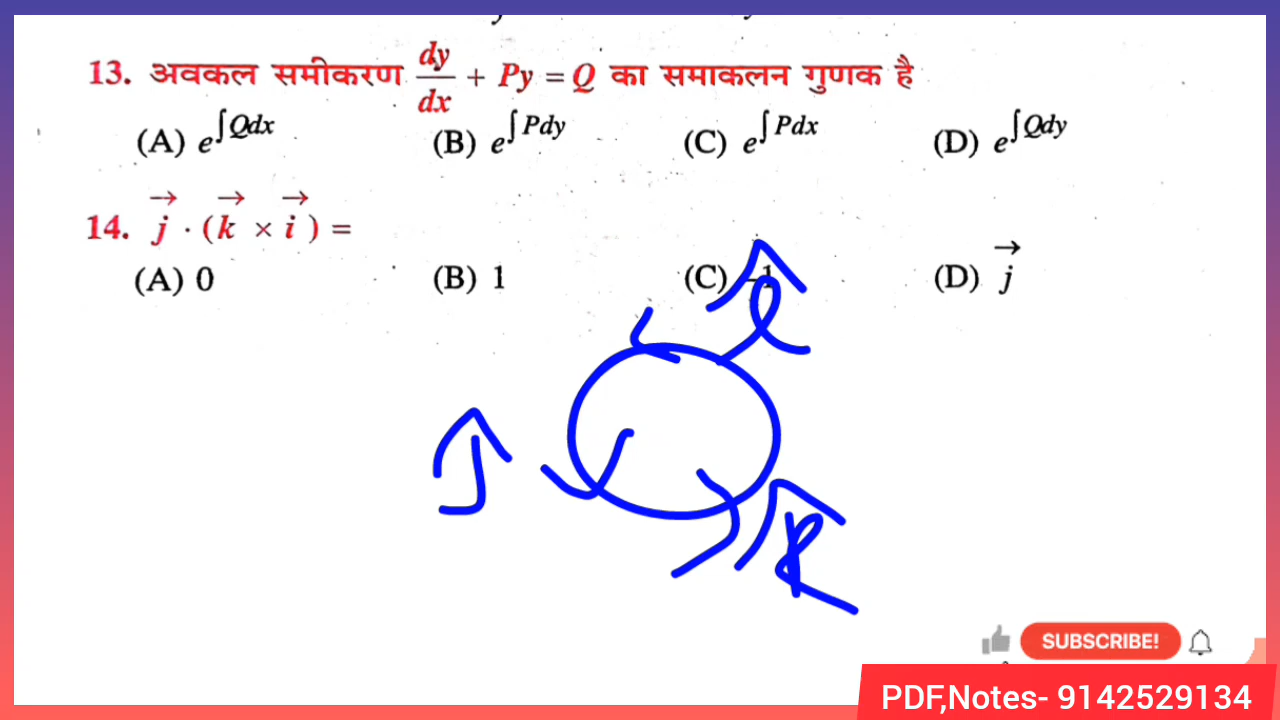 13. अवकल समीकरण dy/dx + Py = Q का समाकलन गुणक है
(A) e^∫Qdx (B) e^∫Pdy (C) e^∫Pdx (D) e^∫Qdy
14. j⃗ · (k⃗ × i⃗) =
(A) 0 (B) 1 (C) -1 (D) j⃗
î
ĵ
k̂
SUBSCRIBE!
PDF,Notes- 9142529134